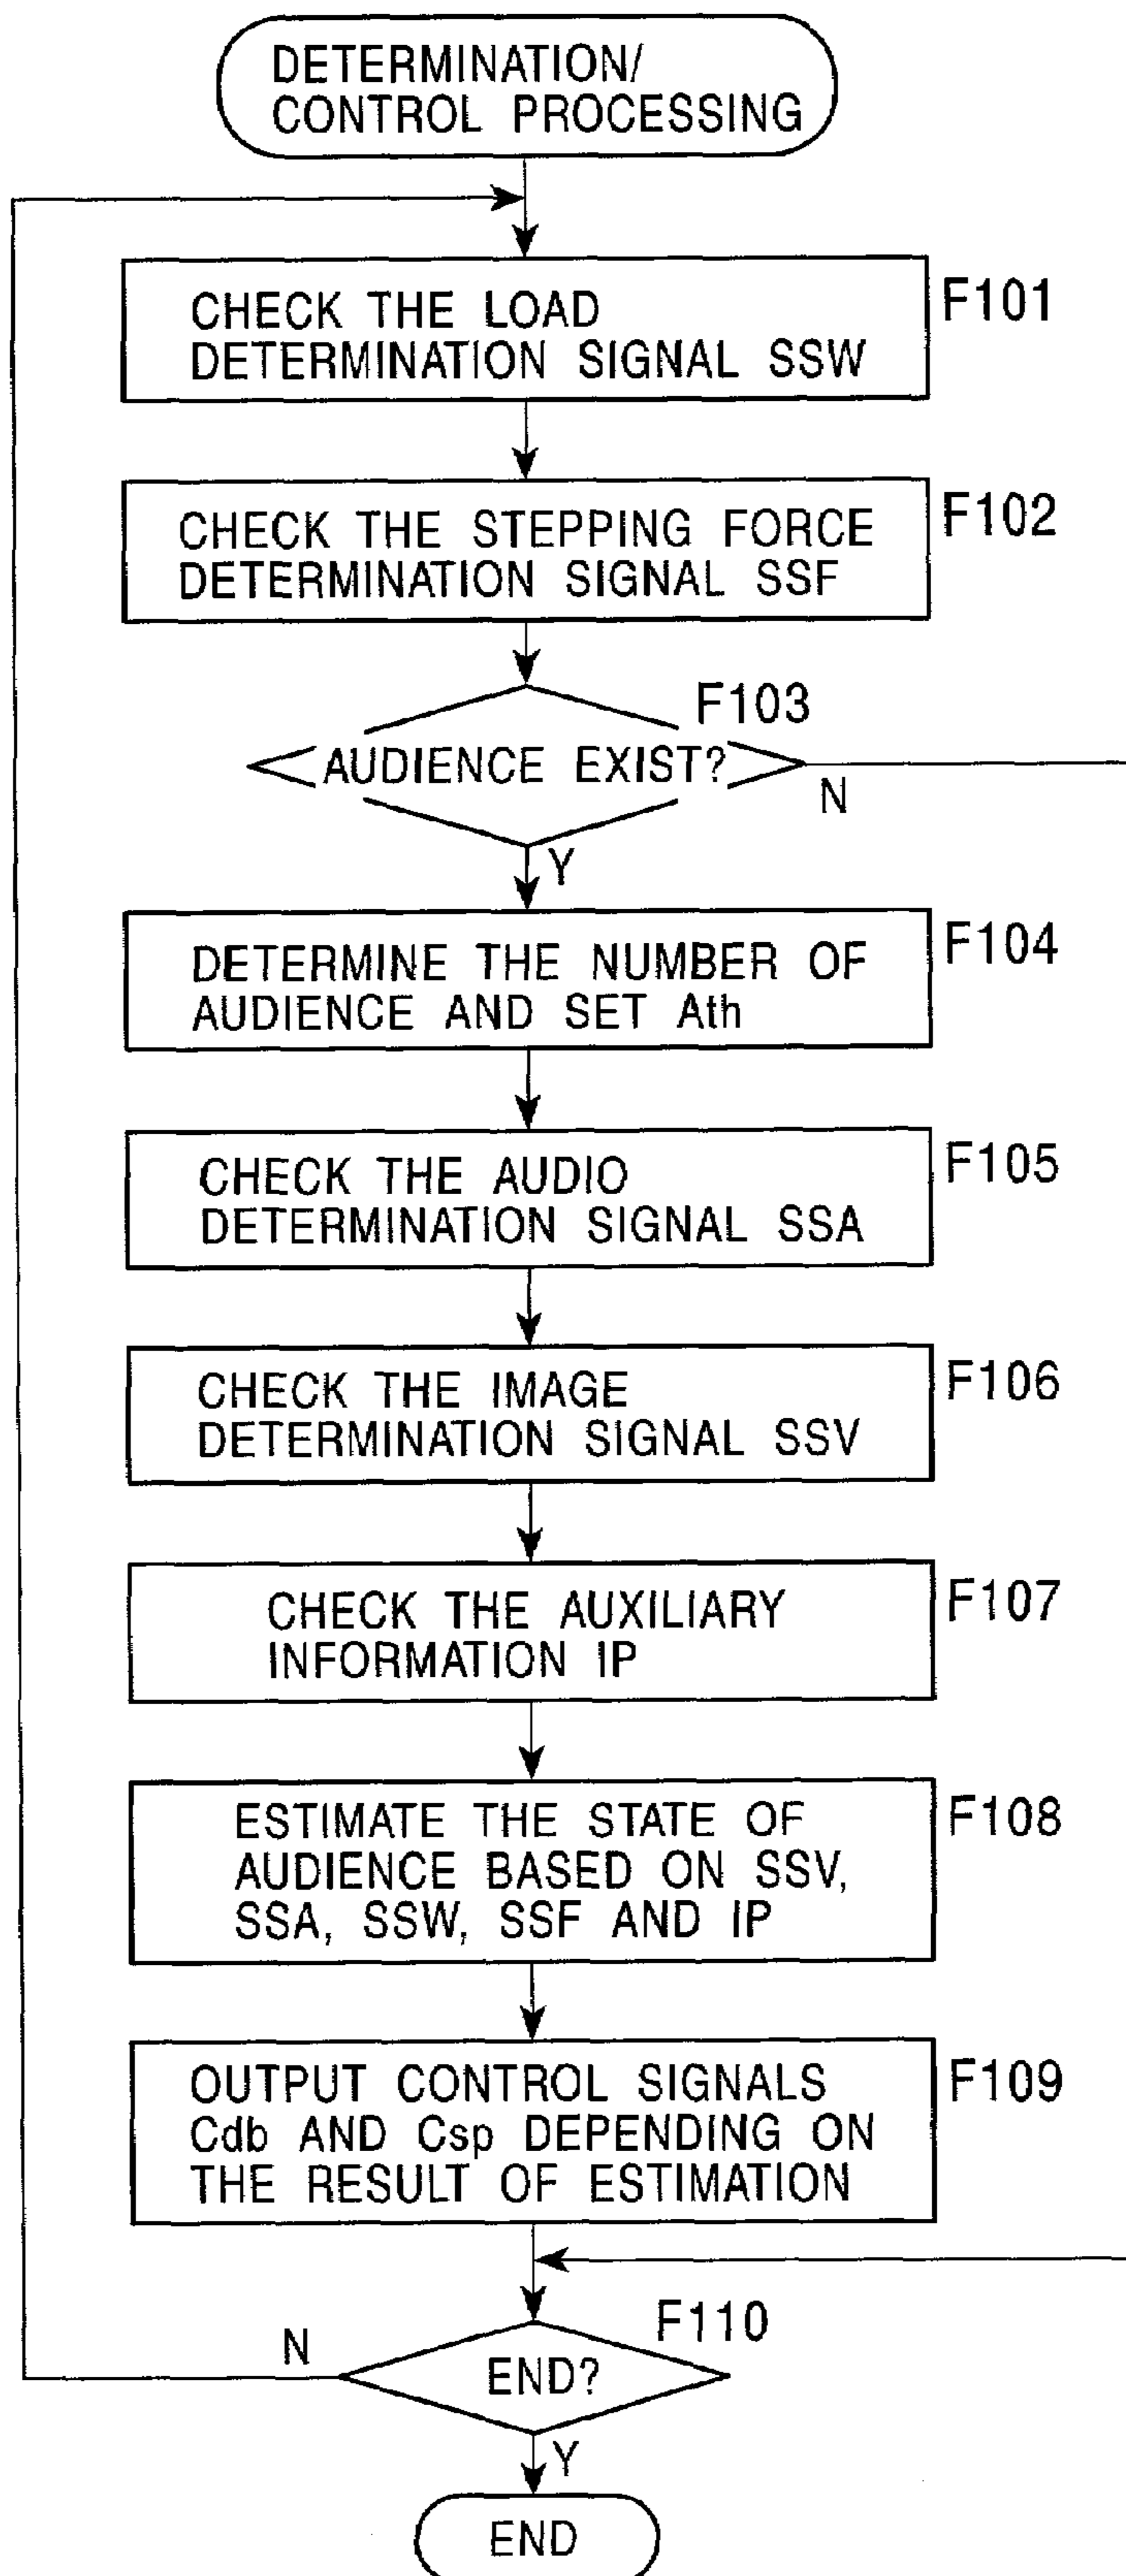 DETERMINATION/
CONTROL PROCESSING
CHECK THE LOAD
DETERMINATION SIGNAL SSW
F101
CHECK THE STEPPING FORCE
DETERMINATION SIGNAL SSF
F102
F103
AUDIENCE EXIST?
N
Y
DETERMINE THE NUMBER OF
AUDIENCE AND SET Ath
F104
CHECK THE AUDIO
DETERMINATION SIGNAL SSA
F105
CHECK THE IMAGE
DETERMINATION SIGNAL SSV
F106
CHECK THE AUXILIARY
INFORMATION IP
F107
ESTIMATE THE STATE OF
AUDIENCE BASED ON SSV,
SSA, SSW, SSF AND IP
F108
OUTPUT CONTROL SIGNALS
Cdb AND Csp DEPENDING ON
THE RESULT OF ESTIMATION
F109
F110
N
END?
Y
END